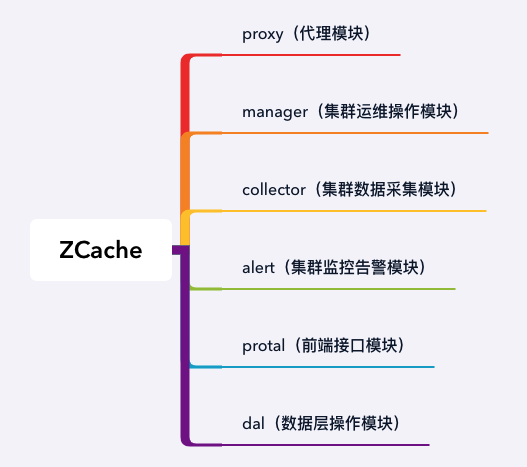 proxy（代理模块）
manager（集群运维操作模块）
collector（集群数据采集模块）
ZCache
alert（集群监控告警模块）
protal（前端接口模块）
dal（数据层操作模块）